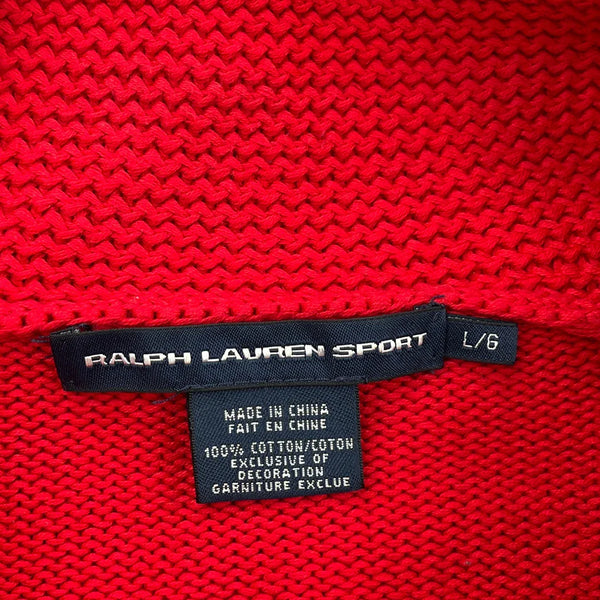 RALPH LAUREN SPORT
L/G
MADE IN CHINA
FAIT EN CHINE
100% COTTON/COTON
EXCLUSIVE OF
DECORATION
GARNITURE EXCLUE